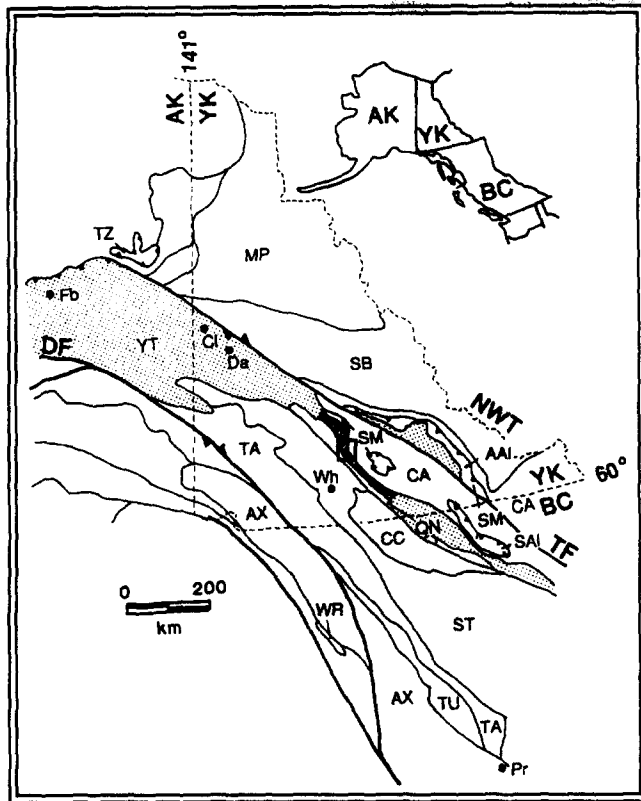 141°
AK YK
AK
YK
BC
TZ
MP
Fb
Cl
DF
YT
Da
SB
NWT
SM
AAI
TA
CA
YK
60°
Wh
CA
BC
AX
CC
QN
SM
SAI
TF
0 200
km
WR
ST
AX
TU
TA
Pr